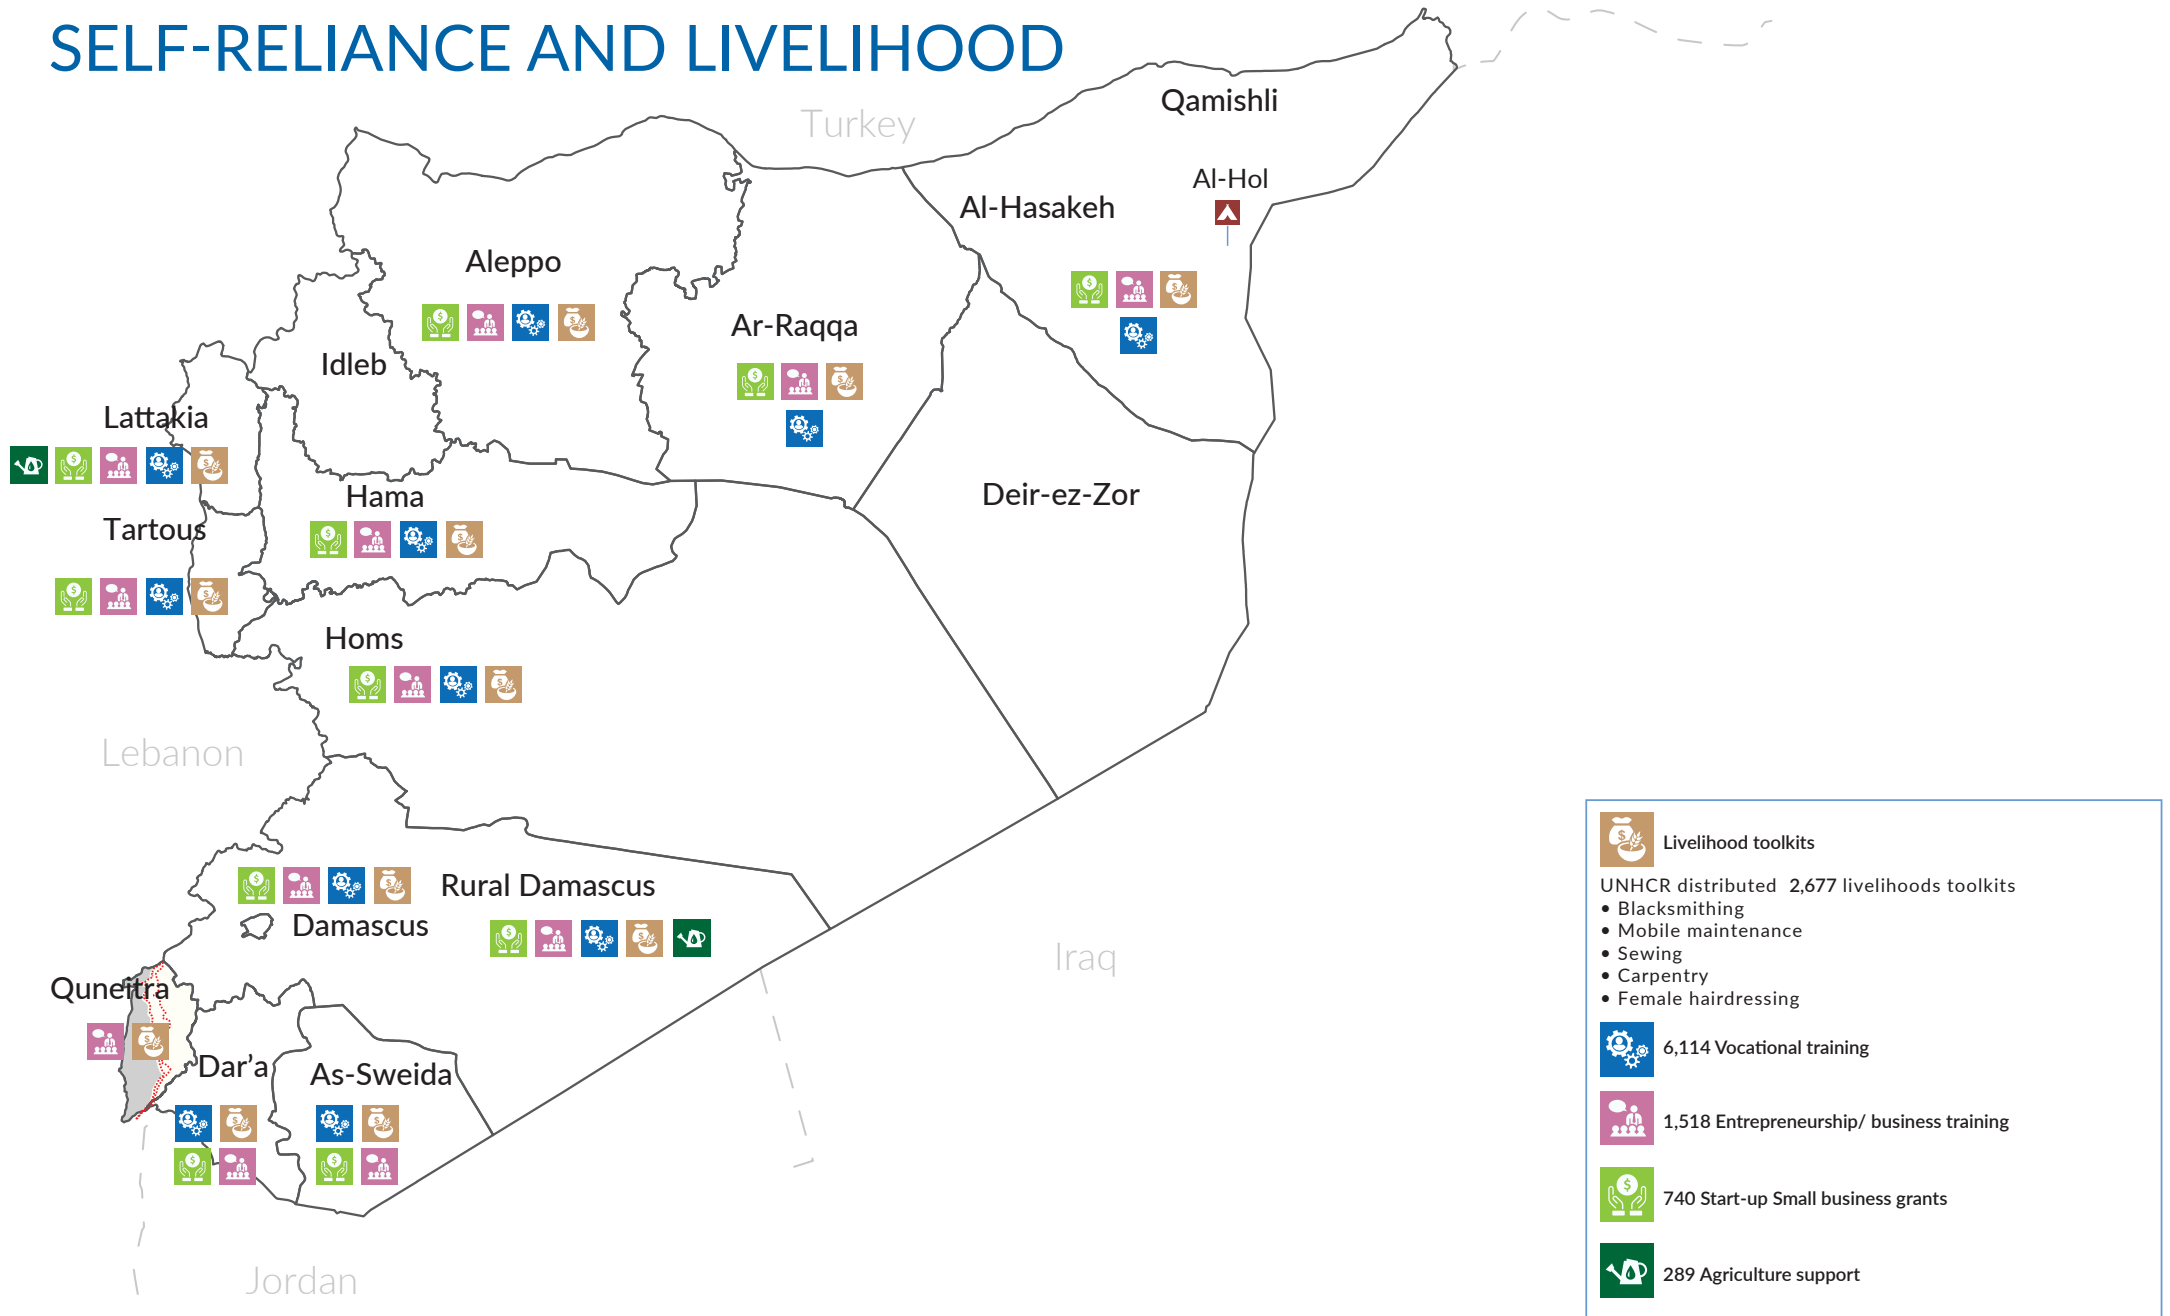 SELF-RELIANCE AND LIVELIHOOD
Turkey
Qamishli
Al-Hol
Al-Hasakeh
Aleppo
Ar-Raqqa
Idleb
Lattakia
Hama
Deir-ez-Zor
Tartous
Homs
Lebanon
Rural Damascus
Damascus
Iraq
Quneitra
Dar’a
As-Sweida
Jordan
Livelihood toolkits
UNHCR distributed 2,677 livelihoods toolkits
• Blacksmithing
• Mobile maintenance
• Sewing
• Carpentry
• Female hairdressing
6,114 Vocational training
1,518 Entrepreneurship/ business training
740 Start-up Small business grants
289 Agriculture support